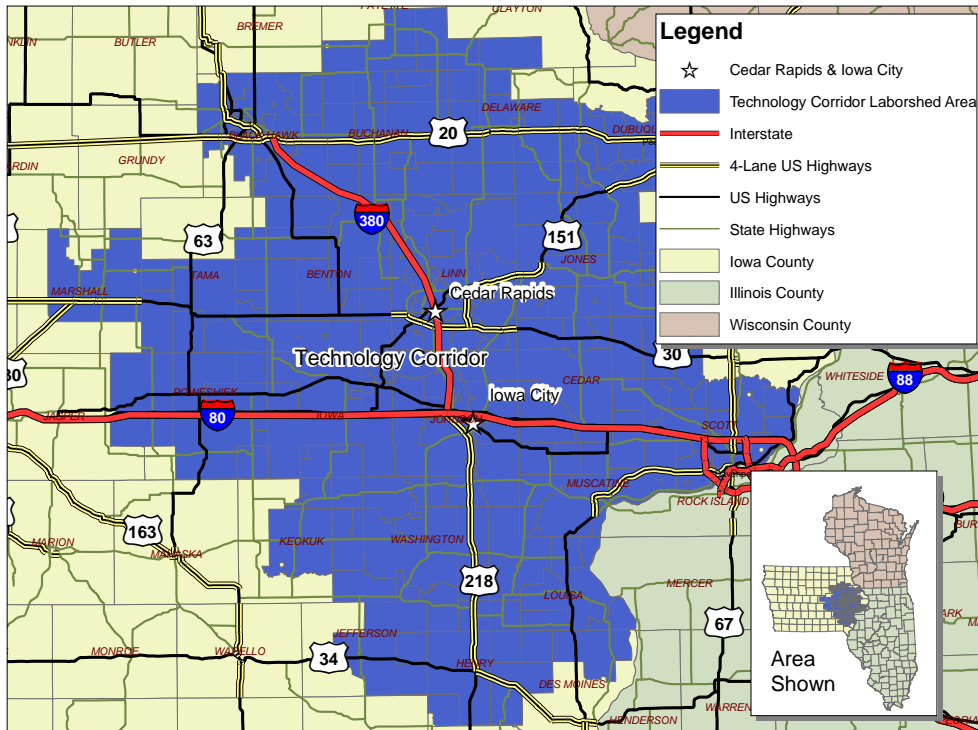 FAYETTE
CLAYTON
BREMER
BUTLER
Legend
Cedar Rapids & Iowa City
Technology Corridor Laborshed Area
Interstate
4-Lane US Highways
US Highways
State Highways
Iowa County
Illinois County
Wisconsin County
DELAWARE
BLACK HAWK
BUCHANAN
20
GRUNDY
380
63
151
JONES
TAMA
BENTON
LINN
MARSHALL
Cedar Rapids
Technology Corridor
30
30
WHITESIDE
88
CEDAR
Iowa City
POWESHIEK
JASPER
80
IOWA
JOHNSON
SCOTT
MUSCATINE
ROCK ISLAND
163
MARION
MAHASKA
KEOKUK
WASHINGTON
218
LOUISA
MERCER
67
JEFFERSON
MONROE
WAPELLO
34
HENRY
DES MOINES
HENDERSON
WARREN
Area
Shown